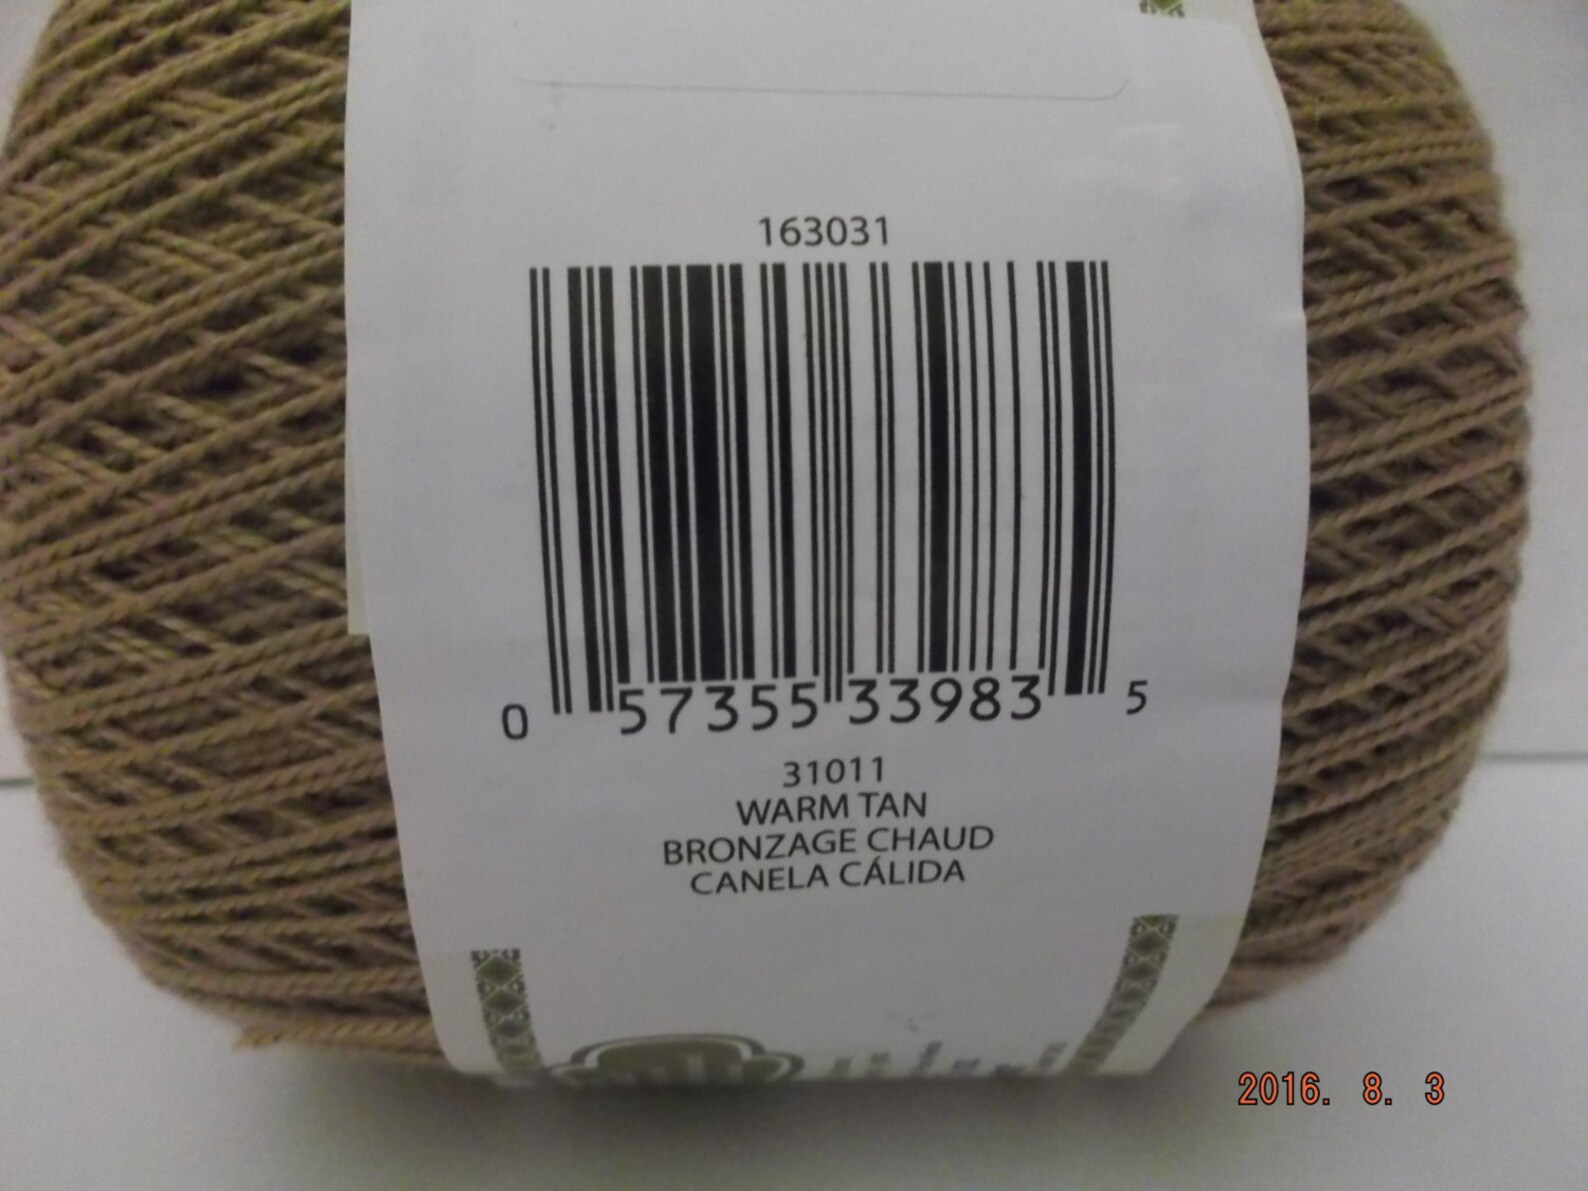 163031
0 57355 33983 5
31011
WARM TAN
BRONZAGE CHAUD
CANELA CÁLIDA
2016. 8. 3